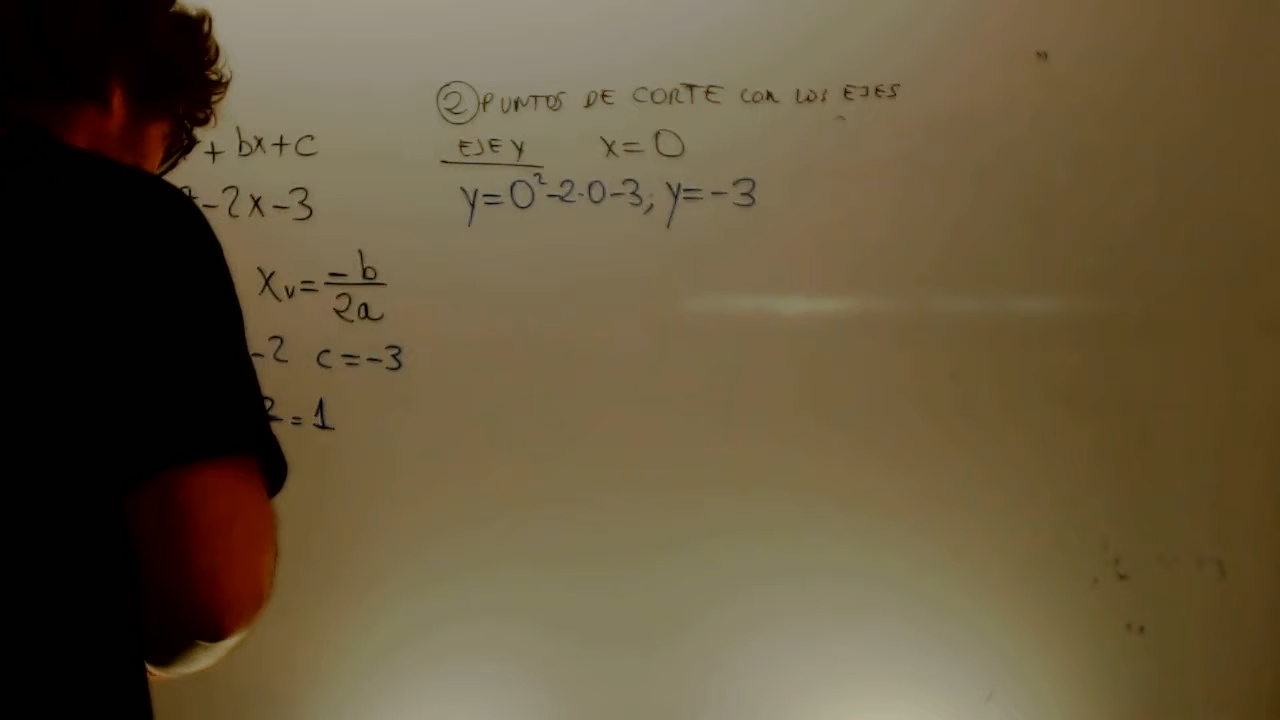 + bx+c
-2x-3
Xv= -b/2a
-2 c=-3
2=1
② PUNTOS DE CORTE CON LOS EJES
EJE Y x=0
y=0²-2·0-3; y=-3